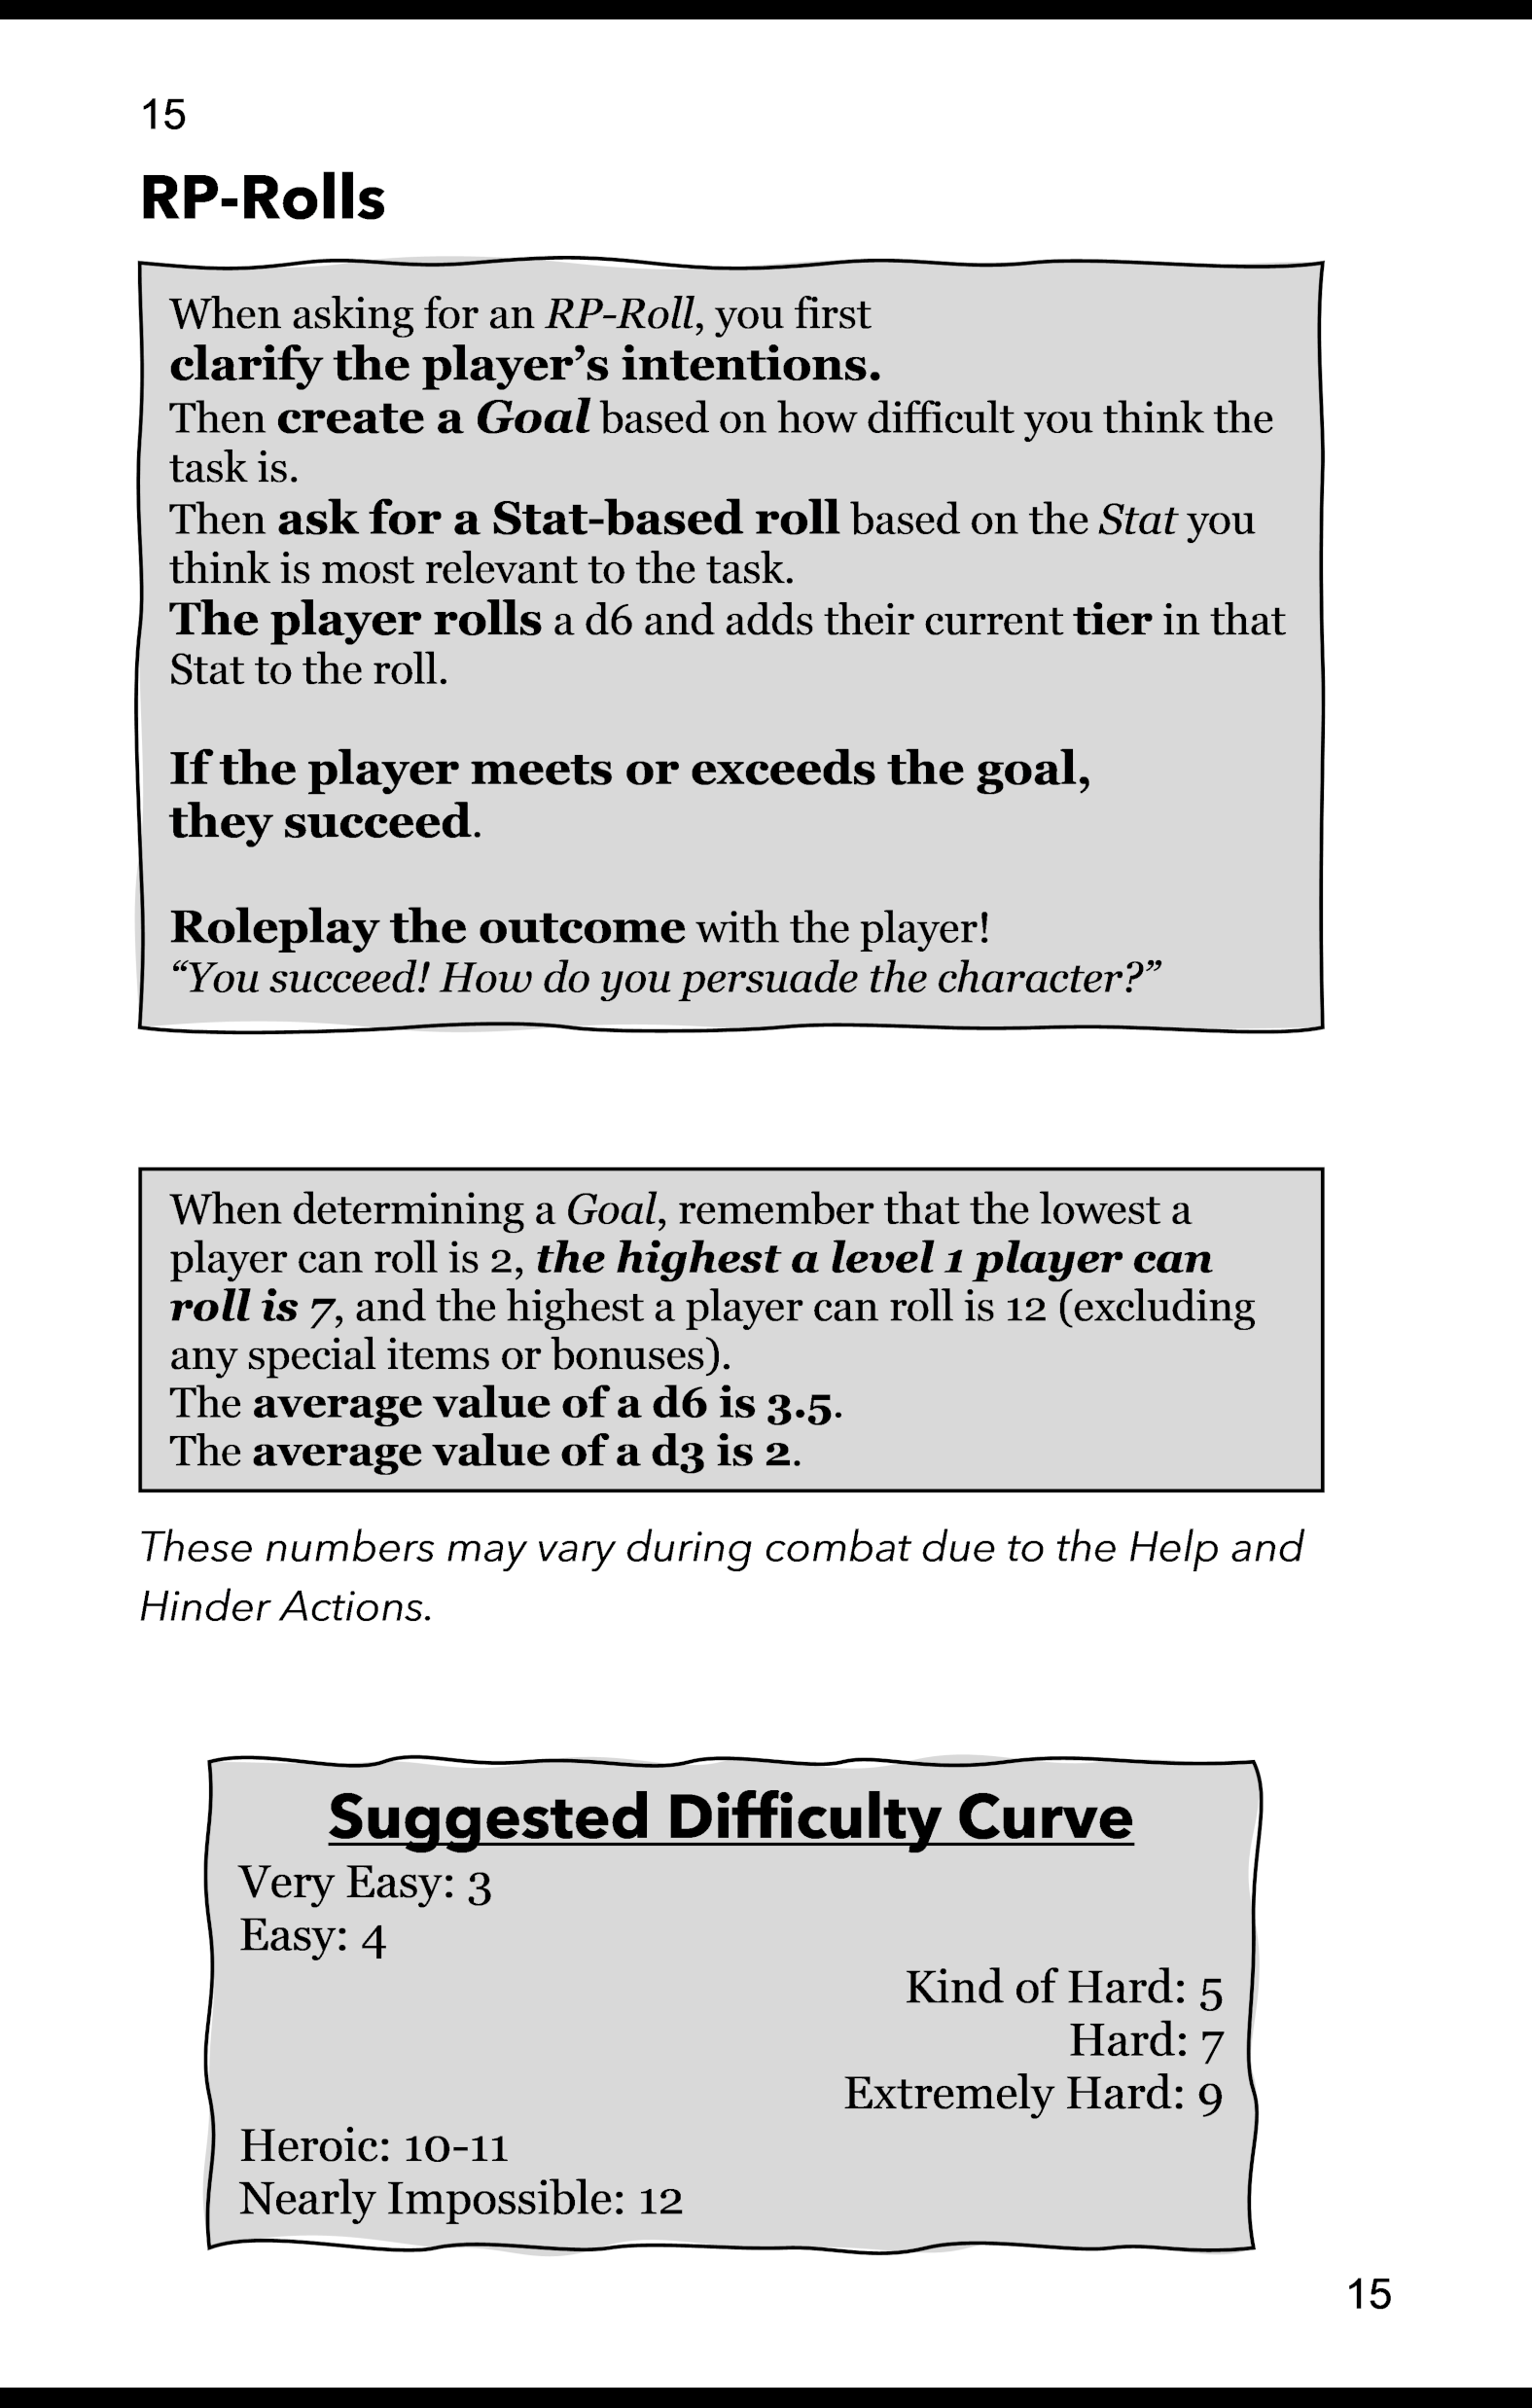 15
RP-Rolls
When asking for an RP-Roll, you first
clarify the player’s intentions.
Then create a Goal based on how difficult you think the
task is.
Then ask for a Stat-based roll based on the Stat you
think is most relevant to the task.
The player rolls a d6 and adds their current tier in that
Stat to the roll.
If the player meets or exceeds the goal,
they succeed.
Roleplay the outcome with the player!
“You succeed! How do you persuade the character?”
When determining a Goal, remember that the lowest a
player can roll is 2, the highest a level 1 player can
roll is 7, and the highest a player can roll is 12 (excluding
any special items or bonuses).
The average value of a d6 is 3.5.
The average value of a d3 is 2.
These numbers may vary during combat due to the Help and
Hinder Actions.
Suggested Difficulty Curve
Very Easy: 3
Easy: 4
Kind of Hard: 5
Hard: 7
Extremely Hard: 9
Heroic: 10-11
Nearly Impossible: 12
15